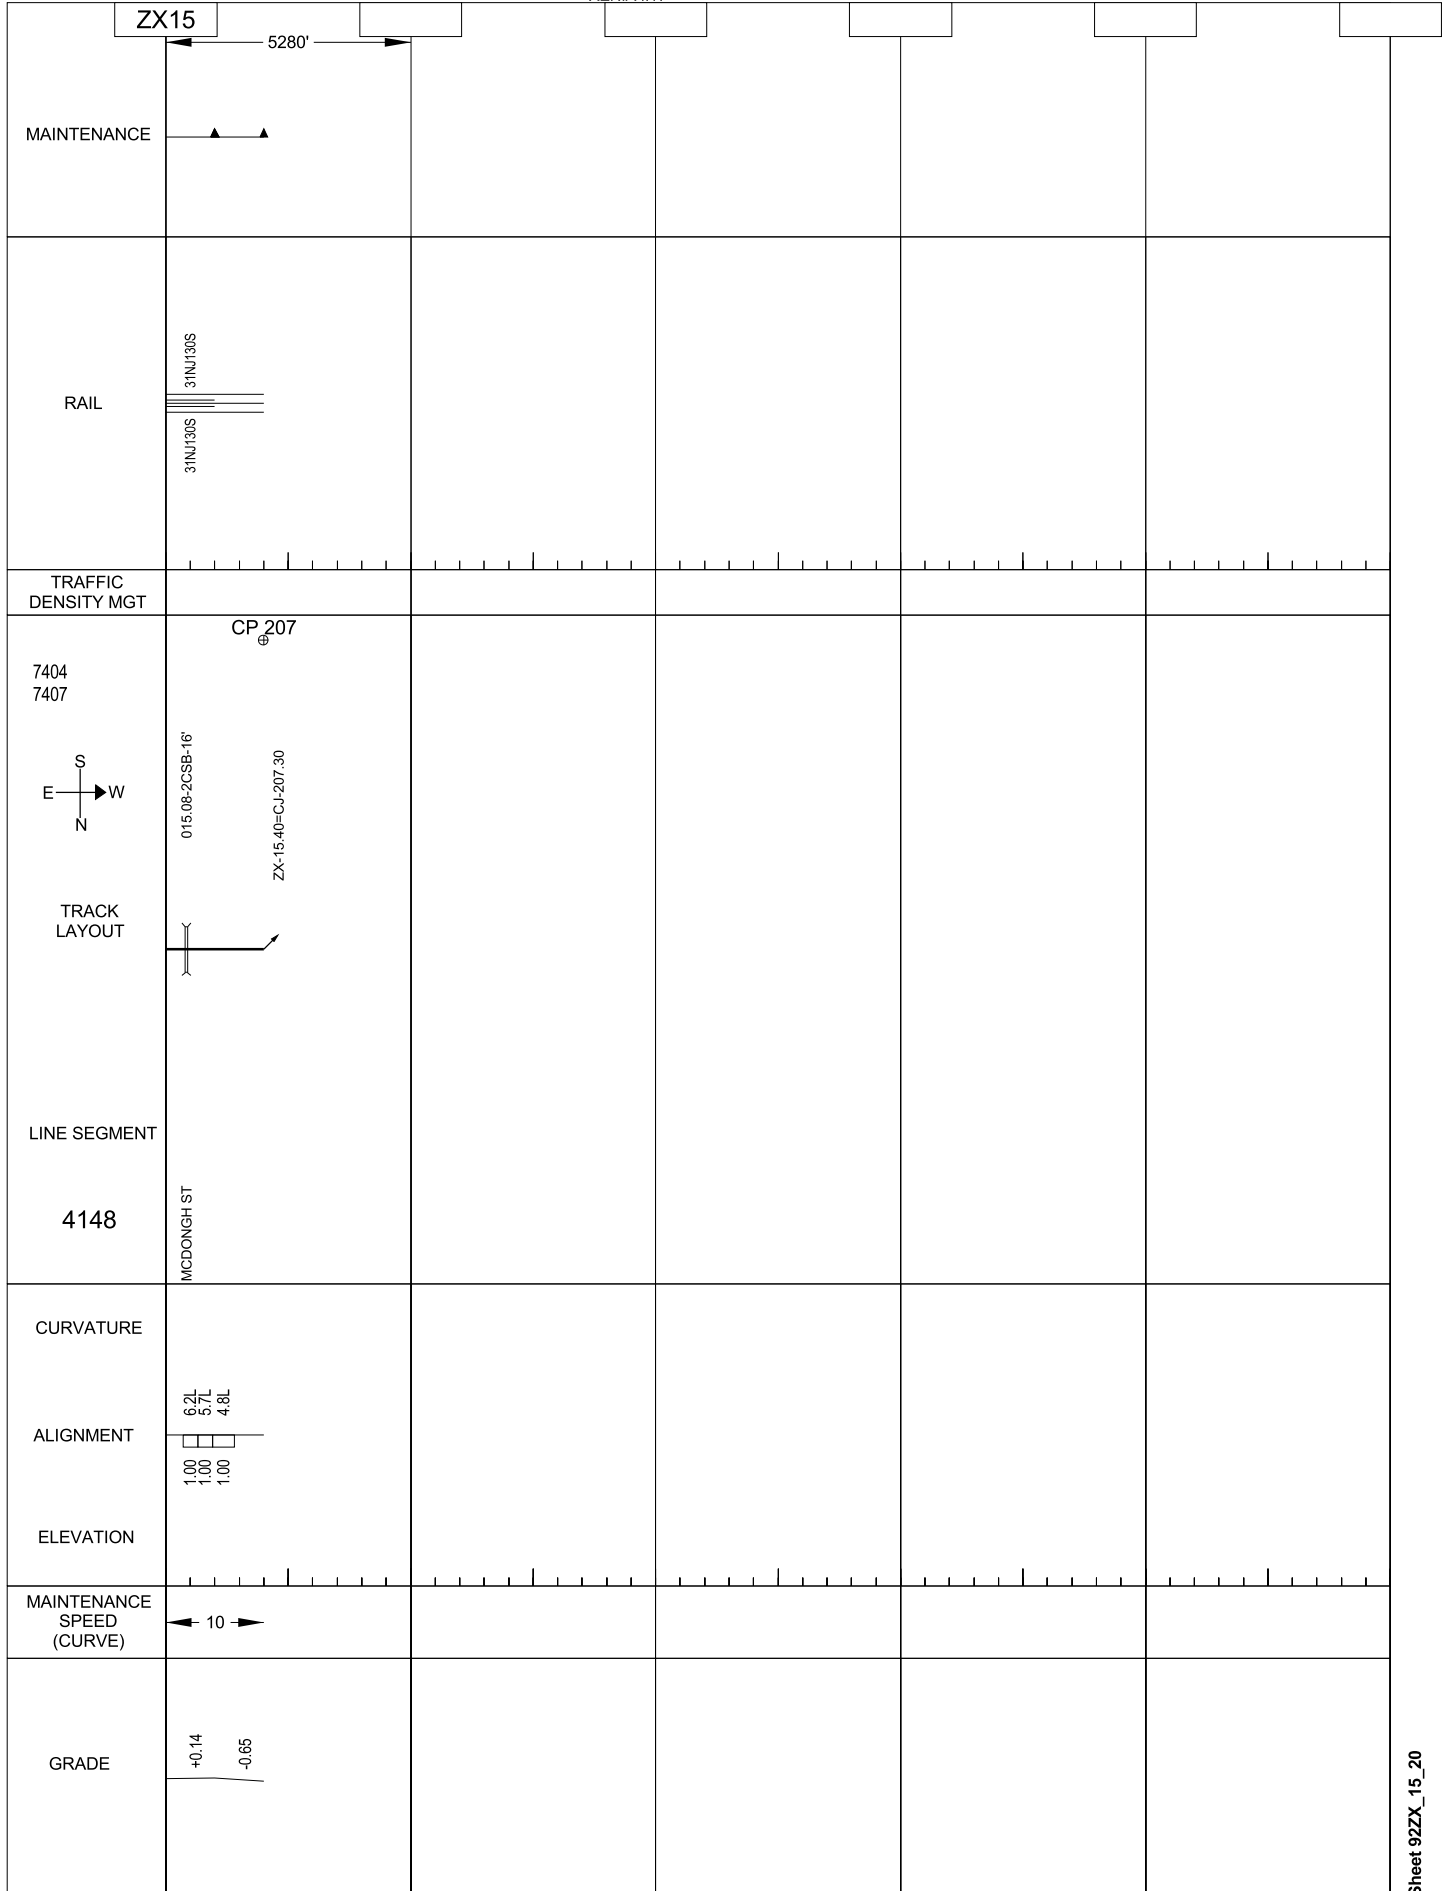 ZX15
5280'
MAINTENANCE
31NJ130S
RAIL
31NJ130S
TRAFFIC
DENSITY MGT
CP 207
7404
7407
015.08-2CSB-16'
ZX-15.40=CJ-207.30
S
E
W
N
TRACK
LAYOUT
LINE SEGMENT
4148
MCDONGH ST
CURVATURE
6.2L
5.7L
4.8L
ALIGNMENT
1.00
1.00
1.00
ELEVATION
MAINTENANCE
SPEED
(CURVE)
10
GRADE
+0.14
-0.65
Sheet 92ZX_15_20